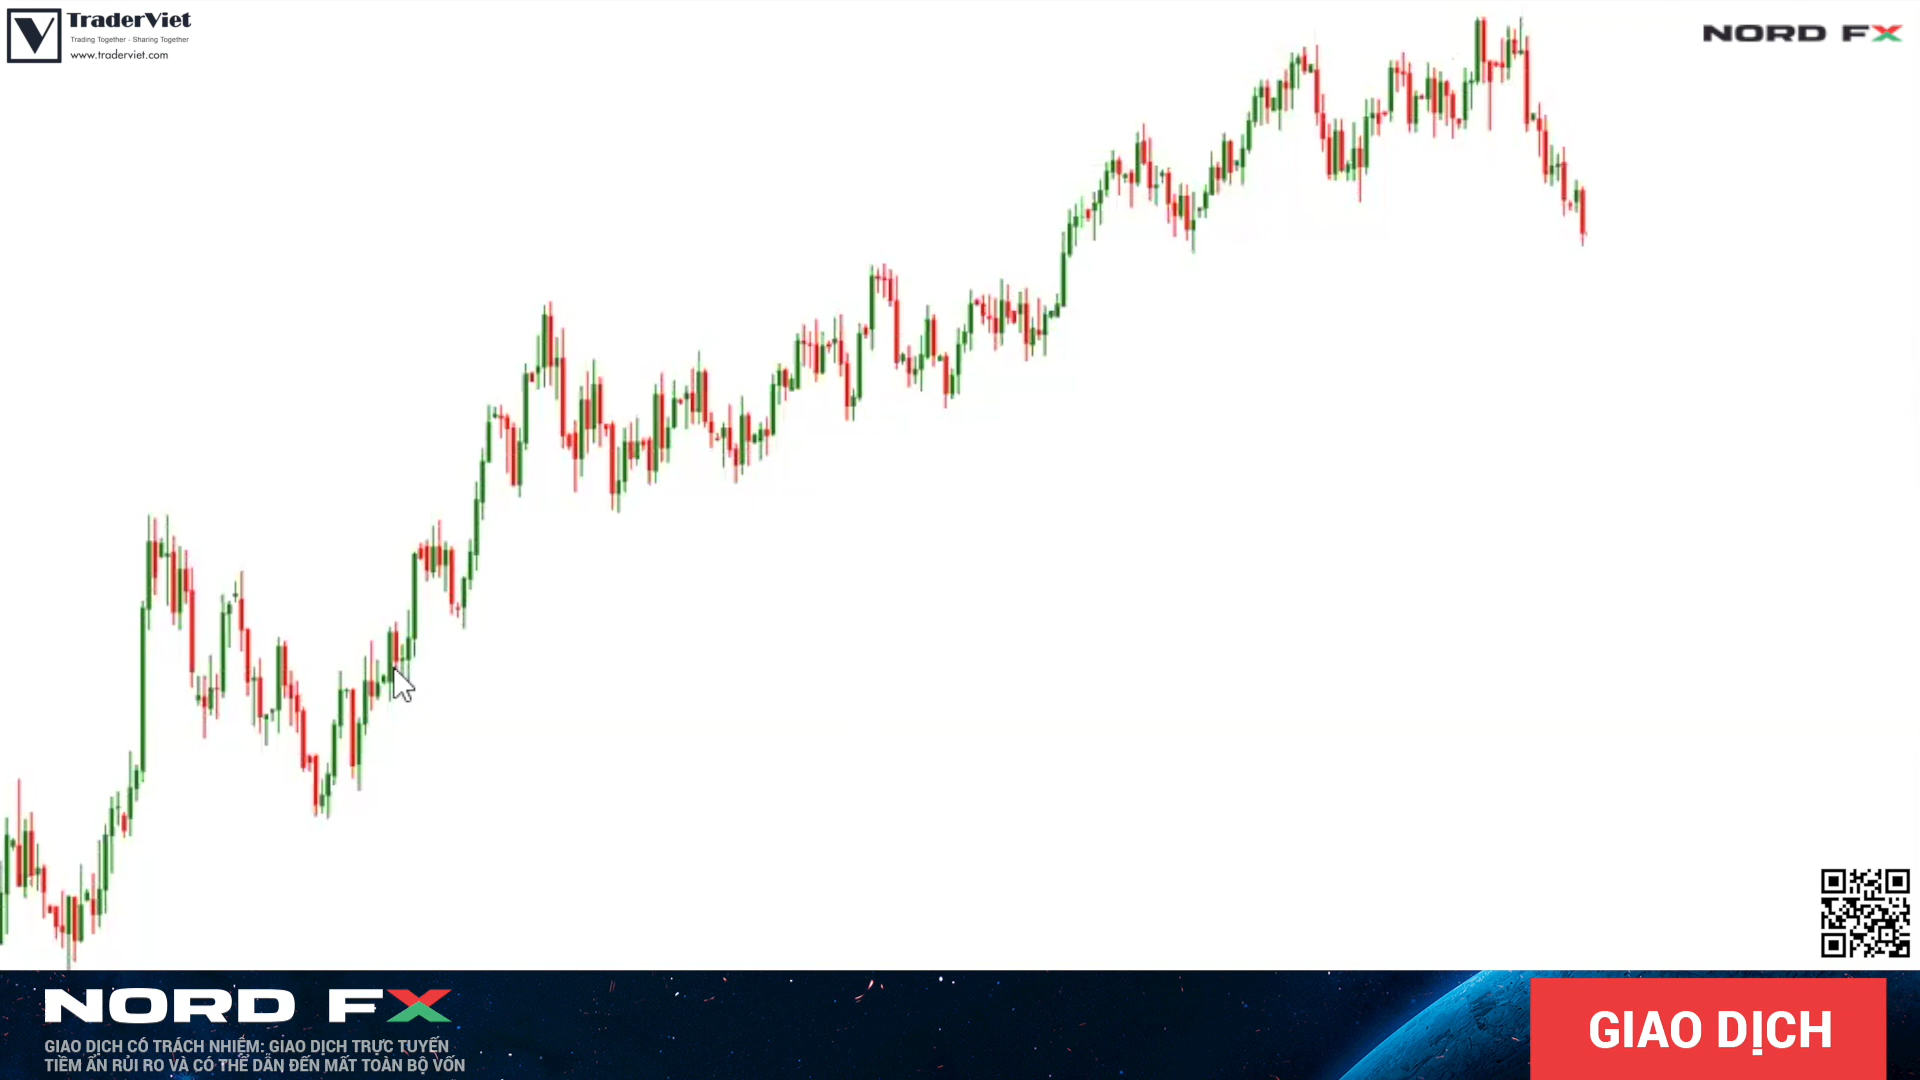 TraderViet
Trading Together - Sharing Together
www.traderviet.com
NORD FX
NORD FX
GIAO DỊCH CÓ TRÁCH NHIỆM: GIAO DỊCH TRỰC TUYẾN
TIỀM ẨN RỦI RO VÀ CÓ THỂ DẪN ĐẾN MẤT TOÀN BỘ VỐN
GIAO DỊCH